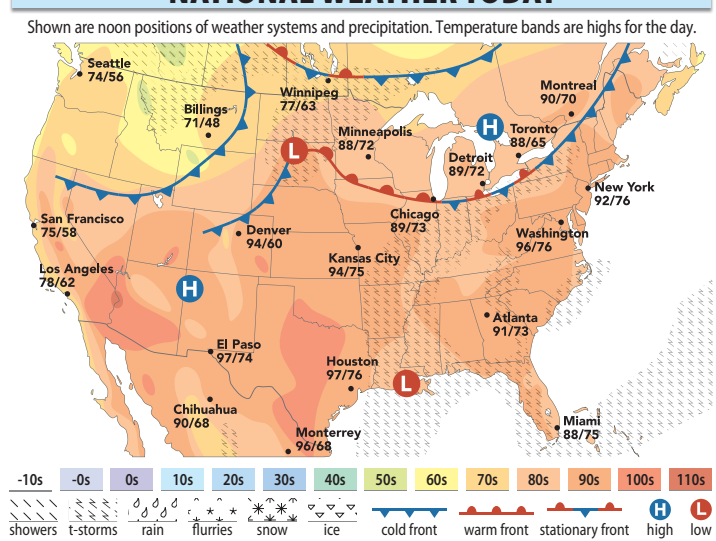 NATIONAL WEATHER TODAY
Shown are noon positions of weather systems and precipitation. Temperature bands are highs for the day.
Seattle
74/56
Winnipeg
77/63
Montreal
90/70
Billings
71/48
Minneapolis
88/72
H
Toronto
88/65
L
Detroit
89/72
New York
92/76
San Francisco
75/58
Chicago
89/73
Denver
94/60
Washington
96/76
Kansas City
94/75
Los Angeles
78/62
H
Atlanta
91/73
El Paso
97/74
Houston
97/76
L
Chihuahua
90/68
Miami
88/75
Monterrey
96/68
-10s -0s 0s 10s 20s 30s 40s 50s 60s 70s 80s 90s 100s 110s
H L
showers t-storms rain flurries snow ice cold front warm front stationary front high low